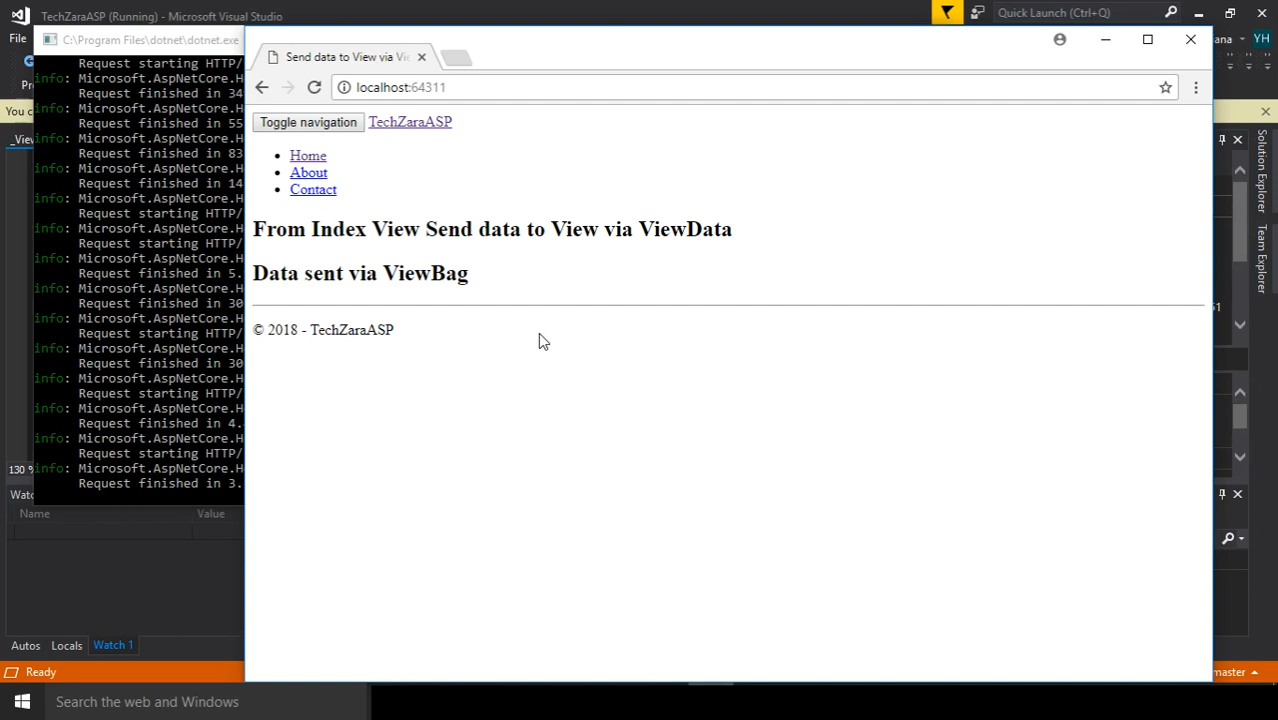 TechZaraASP (Running) - Microsoft Visual Studio
Quick Launch (Ctrl+Q)
File
C:\Program Files\dotnet\dotnet.exe
YH
Send data to View via Vie
localhost:64311
You c
Toggle navigation TechZaraASP
Home
About
Contact
From Index View Send data to View via ViewData
Data sent via ViewBag
© 2018 - TechZaraASP
Request starting HTTP/
info: Microsoft.AspNetCore.H
Request finished in 34
info: Microsoft.AspNetCore.H
Request finished in 55
info: Microsoft.AspNetCore.H
Request finished in 83
info: Microsoft.AspNetCore.H
Request finished in 14
info: Microsoft.AspNetCore.H
Request starting HTTP/
info: Microsoft.AspNetCore.H
Request starting HTTP/
info: Microsoft.AspNetCore.H
Request finished in 5.
info: Microsoft.AspNetCore.H
Request finished in 30
info: Microsoft.AspNetCore.H
Request starting HTTP/
info: Microsoft.AspNetCore.H
Request finished in 30
info: Microsoft.AspNetCore.H
Request starting HTTP/
info: Microsoft.AspNetCore.H
Request finished in 4.
info: Microsoft.AspNetCore.H
Request starting HTTP/
info: Microsoft.AspNetCore.H
Request finished in 3.
Solution Explorer
Team Explorer
130 %
Watc
Name Value
Autos Locals Watch 1
Ready
master
Search the web and Windows